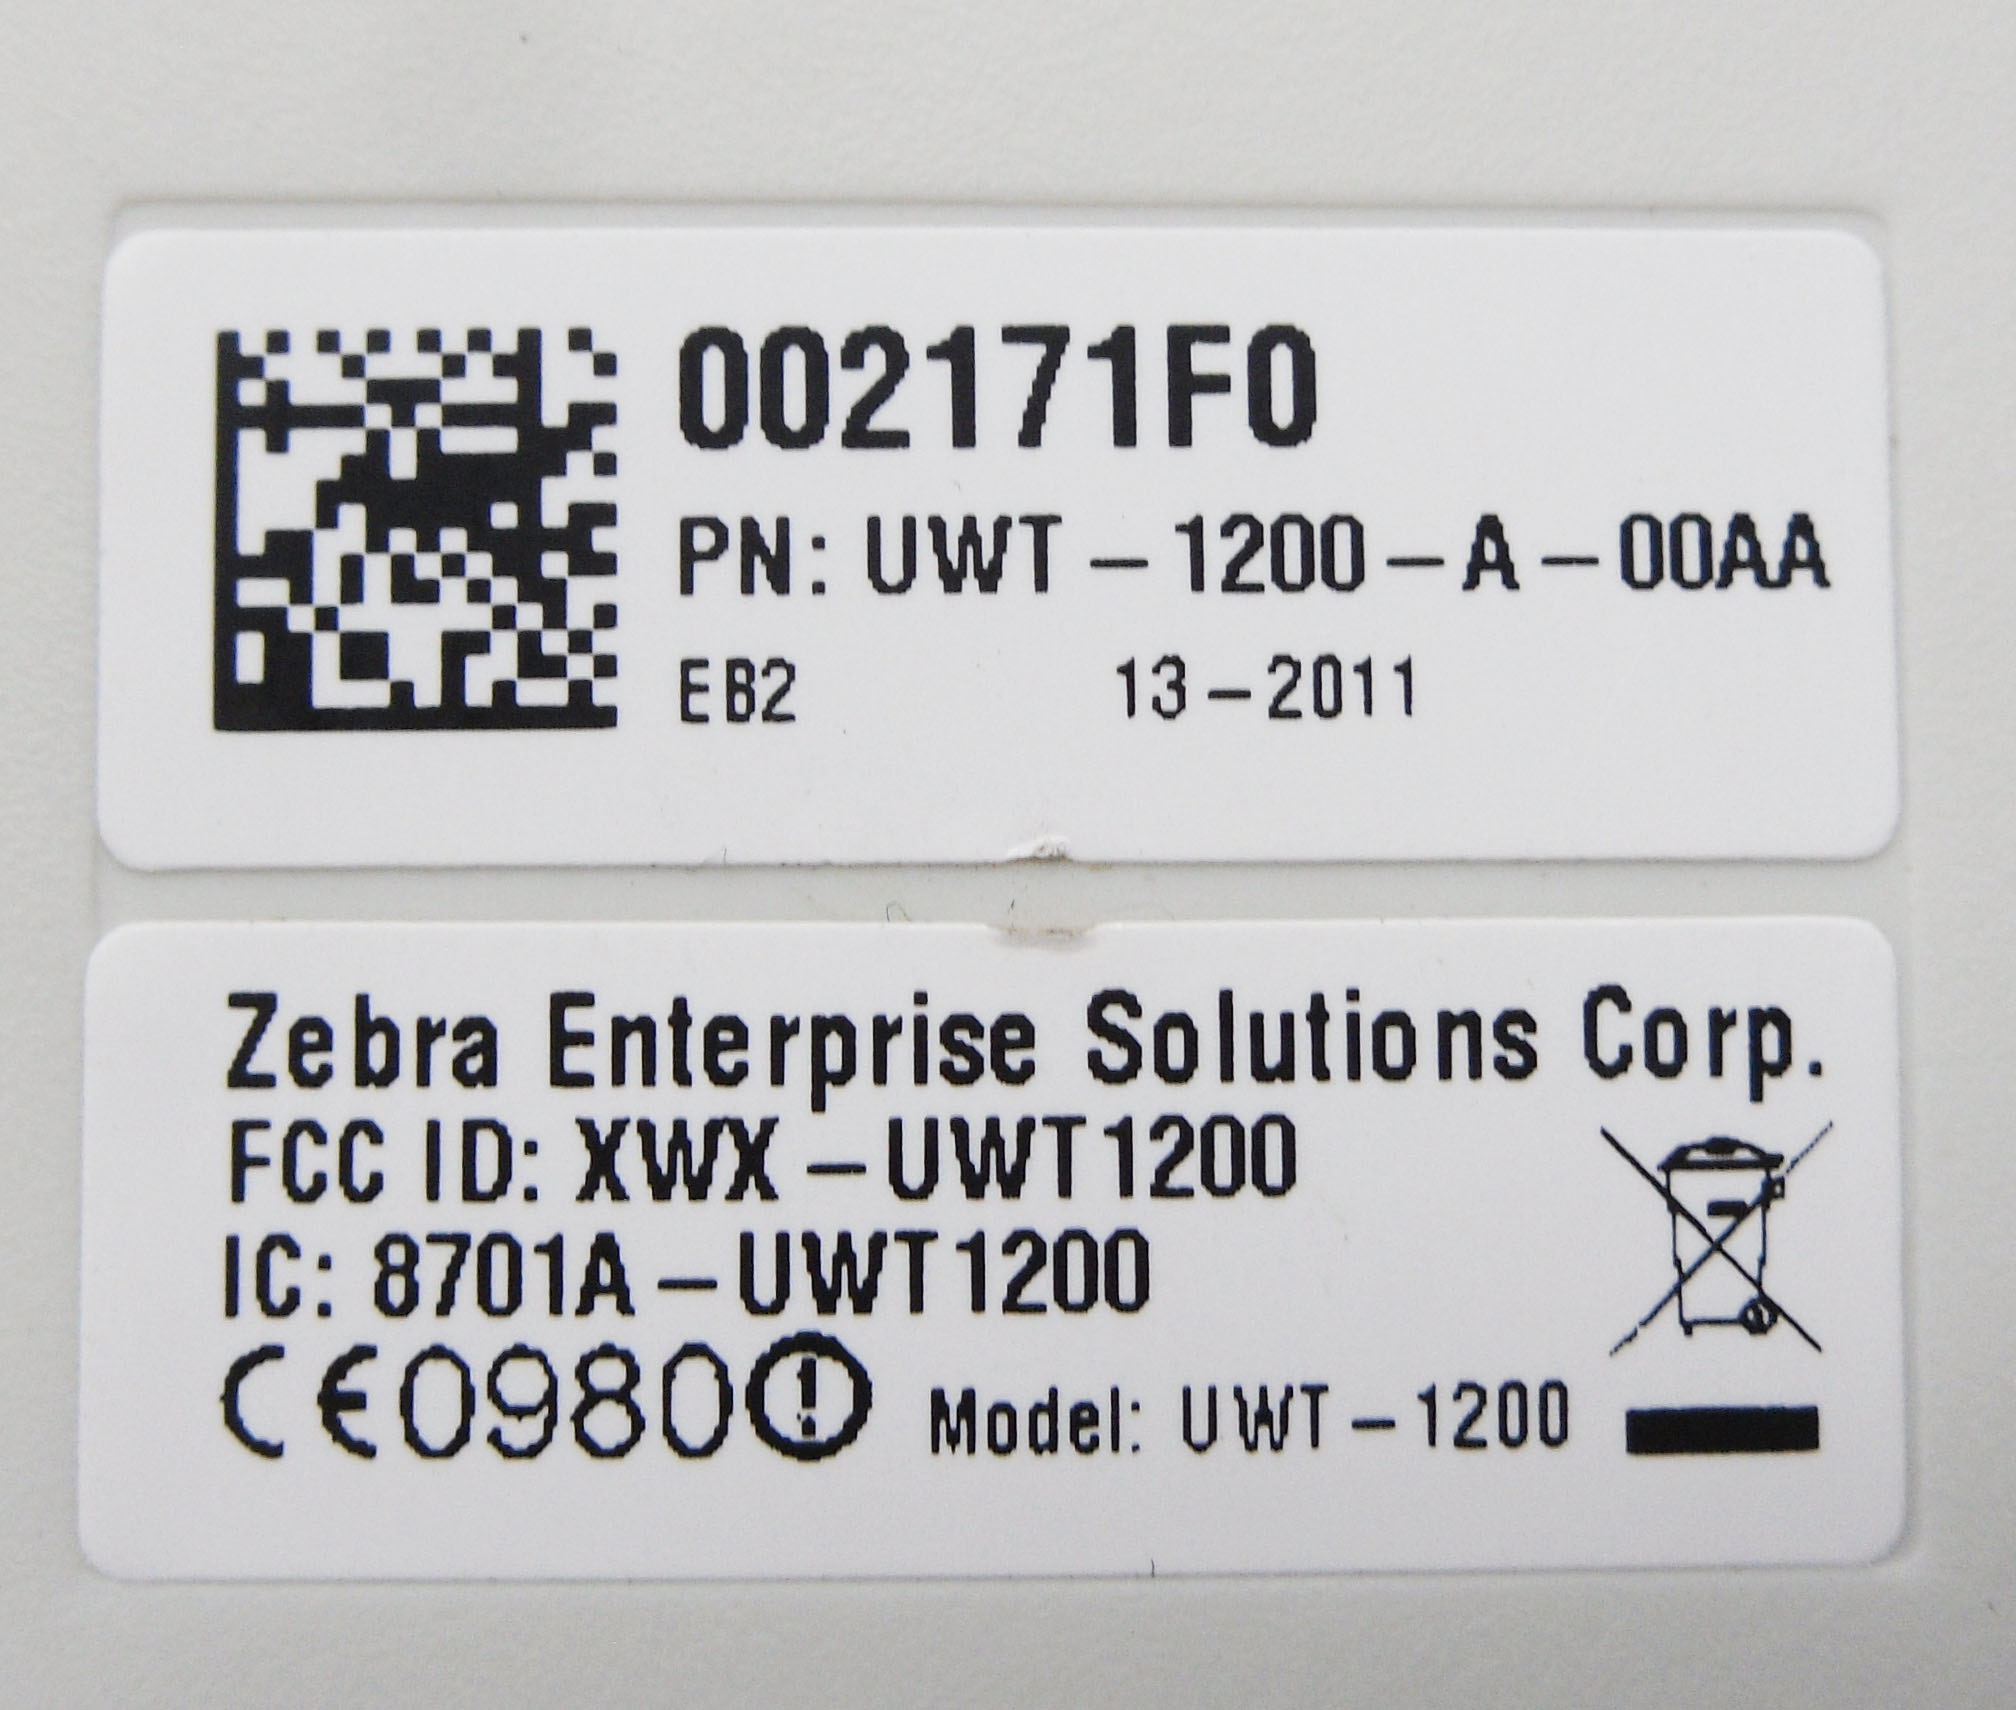 002171F0
PN: UWT-1200-A-00AA
EB2 13-2011
Zebra Enterprise Solutions Corp.
FCC ID: XWX-UWT1200
IC: 8701A-UWT1200
CE0980! Model: UWT-1200